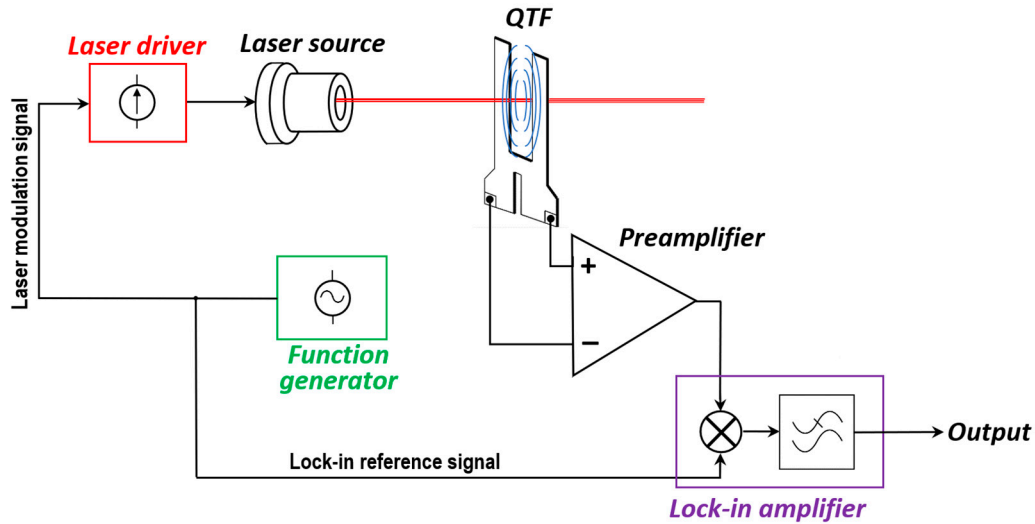 QTF
Laser source
Laser driver
Laser modulation signal
Preamplifier
+
−
Function
generator
Output
Lock-in reference signal
Lock-in amplifier